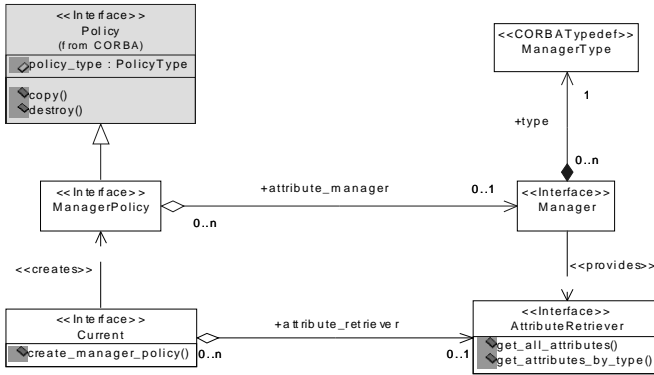 <<Interface>>
Policy
(from CORBA)
policy_type : PolicyType
copy()
destroy()
<<CORBATypedef>>
ManagerType
1
+type
0..n
<<Interface>>
ManagerPolicy
+attribute_manager
0..n
0..1
<<Interface>>
Manager
<<creates>>
<<provides>>
<<Interface>>
Current
create_manager_policy()
+attribute_retriever
0..n
0..1
<<Interface>>
AttributeRetriever
get_all_attributes()
get_attributes_by_type()